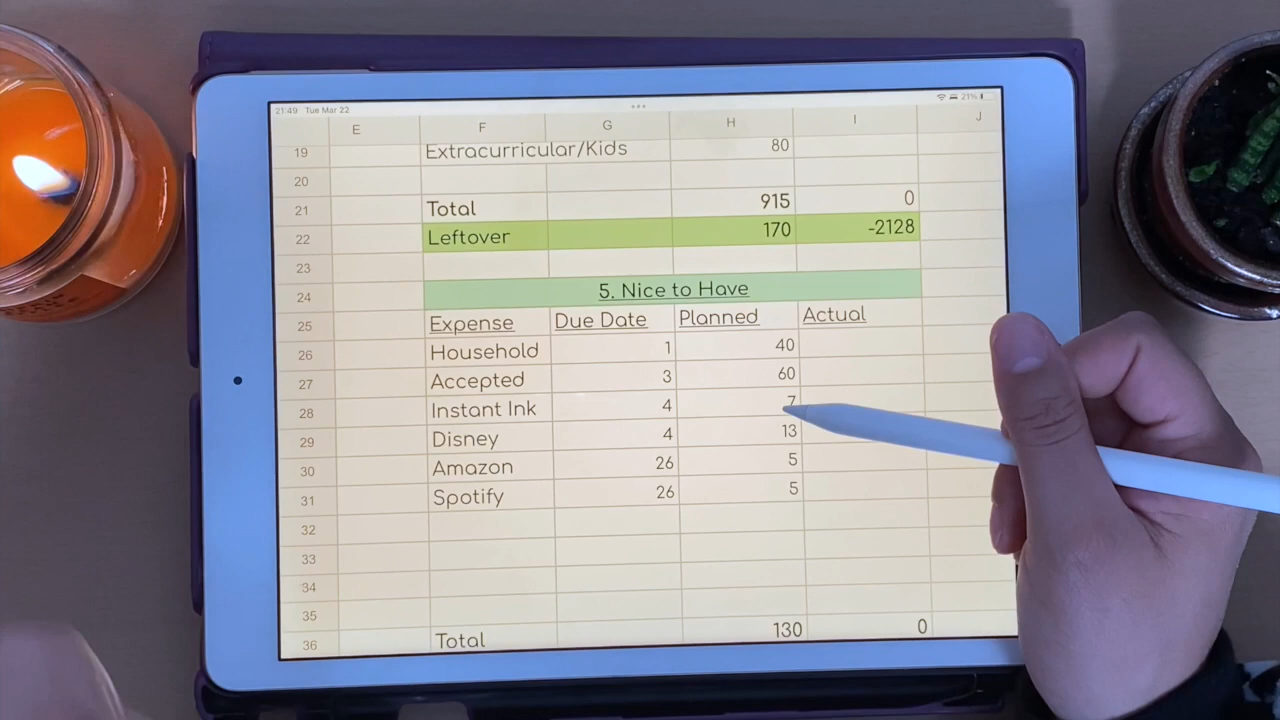 21:49 Tue Mar 22 21%
E F G H I J
19 Extracurricular/Kids 80
20
21 Total 915 0
22 Leftover 170 -2128
23
24 5. Nice to Have
25 Expense Due Date Planned Actual
26 Household 1 40
27 Accepted 3 60
28 Instant Ink 4 7
29 Disney 4 13
30 Amazon 26 5
31 Spotify 26 5
32
33
34
35
36 Total 130 0